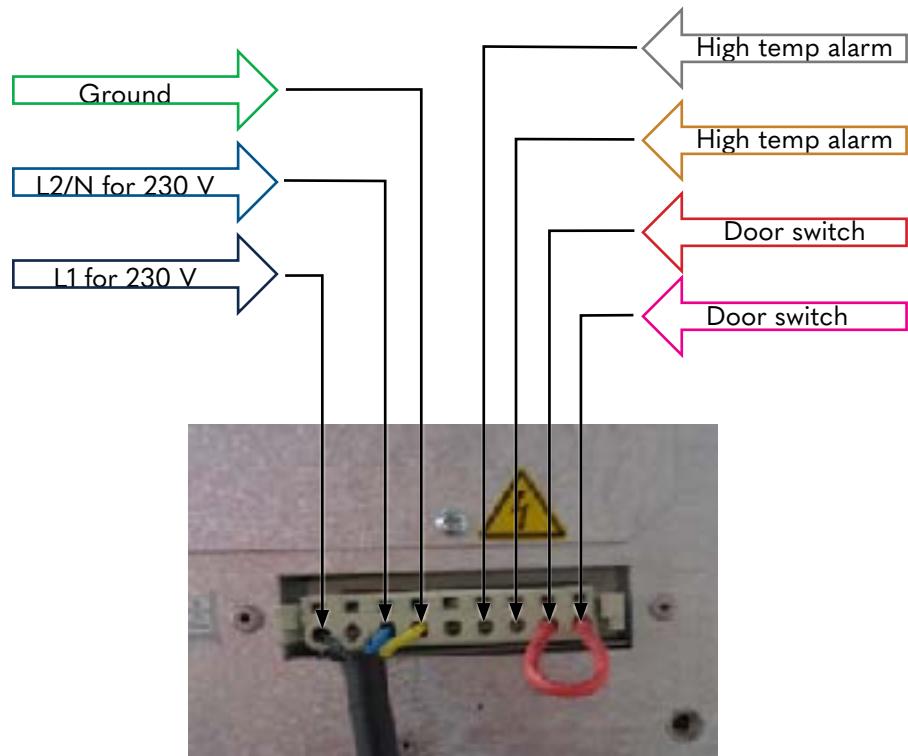 Ground
L2/N for 230 V
L1 for 230 V
High temp alarm
High temp alarm
Door switch
Door switch